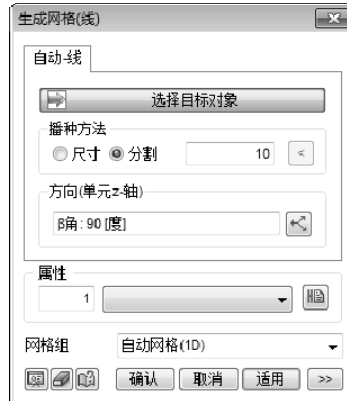 生成网格(线)
自动-线
选择目标对象
播种方法
尺寸 分割 10 <
方向(单元z-轴)
β角: 90 [度]
属性
1
网格组 自动网格(1D)
确认 取消 适用 >>